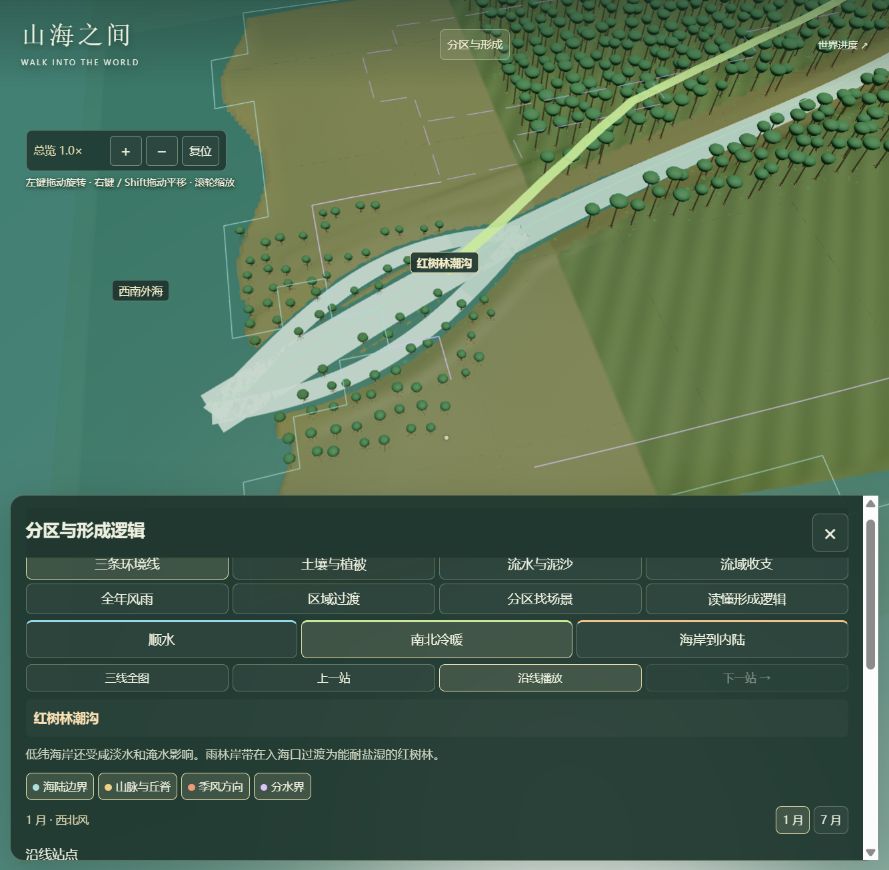 山海之间
WALK INTO THE WORLD
分区与形成
世界进度 ↗
总览 1.0× + − 复位
左键拖动旋转 · 右键 / Shift拖动平移 · 滚轮缩放
红树林潮沟
西南外海
分区与形成逻辑 ×
三条环境线 土壤与植被 流水与泥沙 流域收支
全年风雨 区域过渡 分区找场景 读懂形成逻辑
顺水 南北冷暖 海岸到内陆
三线全图 上一站 沿线播放 下一站 →
红树林潮沟
低纬海岸还受咸淡水和淹水影响。雨林岸带在入海口过渡为能耐盐湿的红树林。
海陆边界 山脉与丘脊 季风方向 分水界
1 月 · 西北风 1 月 7 月
沿线站点